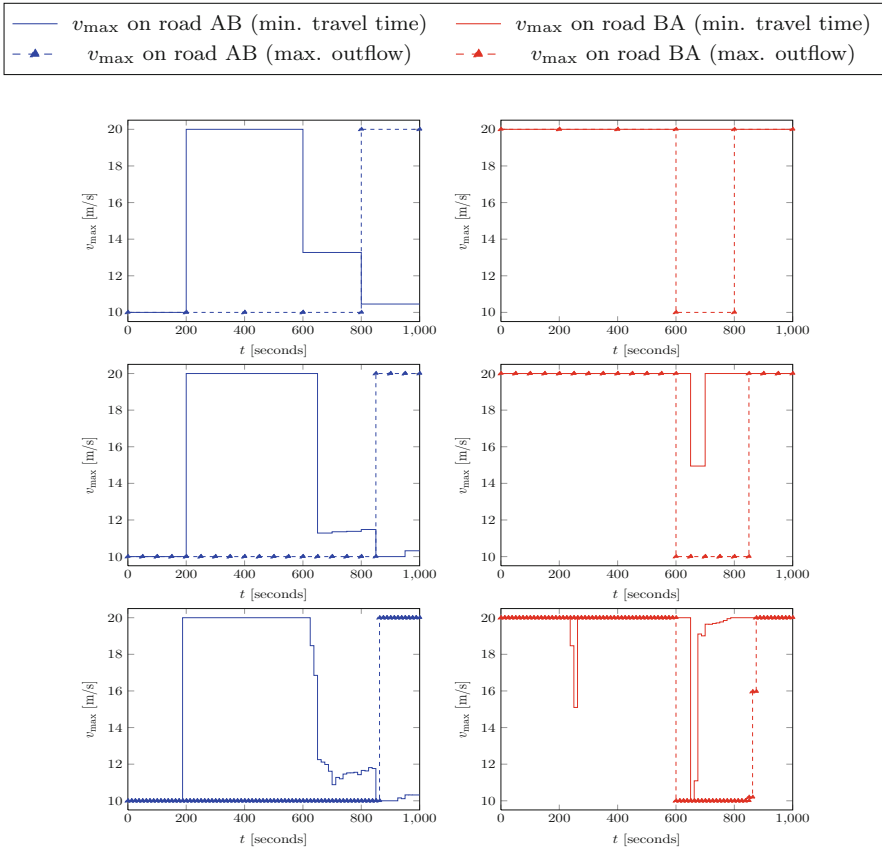 v_max on road AB (min. travel time) v_max on road BA (min. travel time)
v_max on road AB (max. outflow) v_max on road BA (max. outflow)
20
18
16
14
12
10
v_max [m/s]
0 200 400 600 800 1,000
t [seconds]
20
18
16
14
12
10
v_max [m/s]
0 200 400 600 800 1,000
t [seconds]
20
18
16
14
12
10
v_max [m/s]
0 200 400 600 800 1,000
t [seconds]
20
18
16
14
12
10
v_max [m/s]
0 200 400 600 800 1,000
t [seconds]
20
18
16
14
12
10
v_max [m/s]
0 200 400 600 800 1,000
t [seconds]
20
18
16
14
12
10
v_max [m/s]
0 200 400 600 800 1,000
t [seconds]